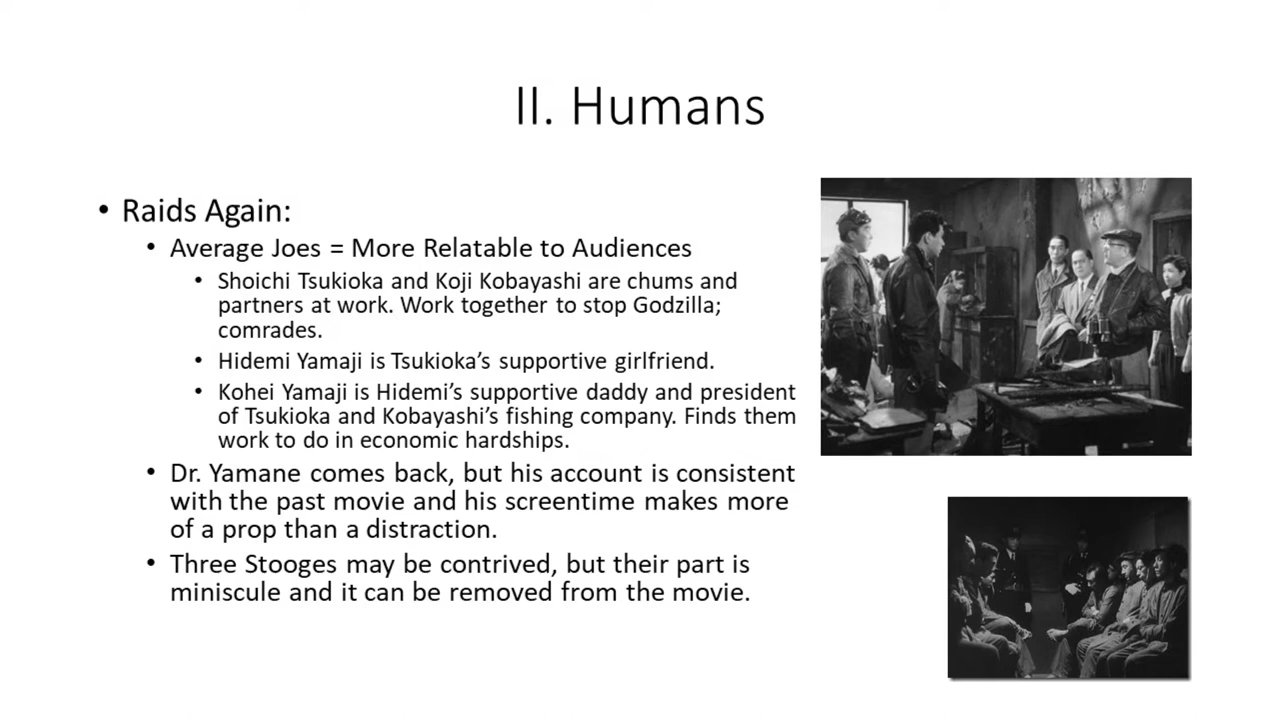 II. Humans
• Raids Again:
• Average Joes = More Relatable to Audiences
• Shoichi Tsukioka and Koji Kobayashi are chums and
partners at work. Work together to stop Godzilla;
comrades.
• Hidemi Yamaji is Tsukioka’s supportive girlfriend.
• Kohei Yamaji is Hidemi’s supportive daddy and president
of Tsukioka and Kobayashi’s fishing company. Finds them
work to do in economic hardships.
• Dr. Yamane comes back, but his account is consistent
with the past movie and his screentime makes more
of a prop than a distraction.
• Three Stooges may be contrived, but their part is
miniscule and it can be removed from the movie.